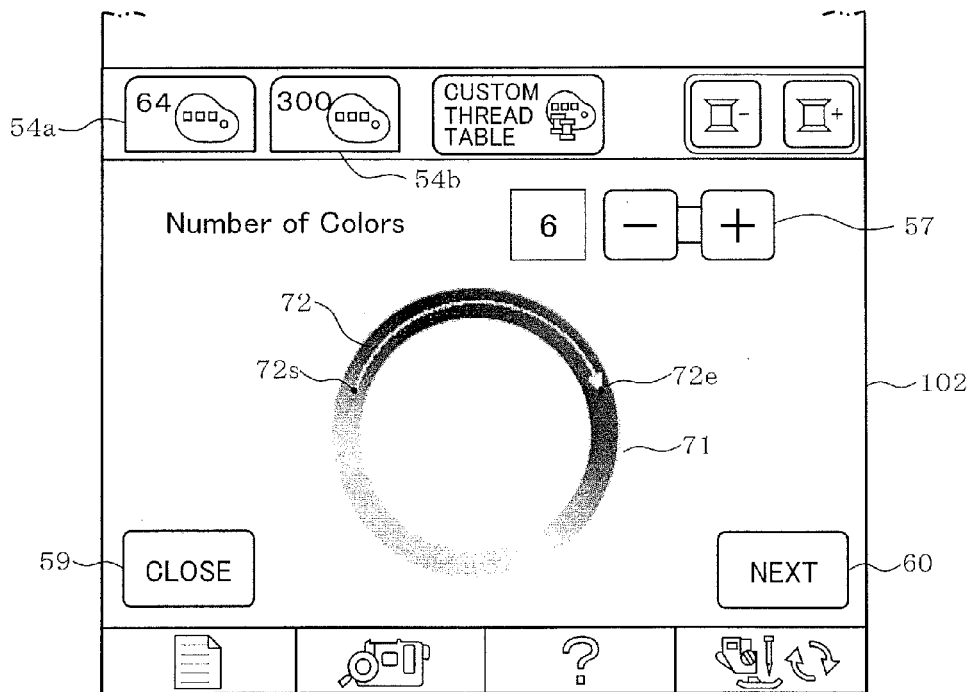 64
300
CUSTOM
THREAD
TABLE
-
+
54a
54b
Number of Colors
6
−
+
57
72
72s
72e
102
71
59
CLOSE
NEXT
60
?